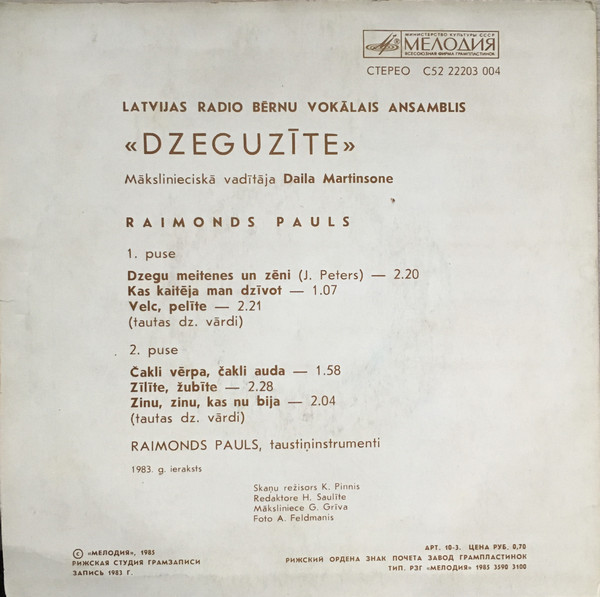 МИНИСТЕРСТВО КУЛЬТУРЫ СССР
МЕЛОДИЯ
ВСЕСОЮЗНАЯ ФИРМА ГРАМПЛАСТИНОК
СТЕРЕО С52 22203 004
LATVIJAS RADIO BĒRNU VOKĀLAIS ANSAMBLIS
«DZEGUZĪTE»
Mākslinieciskā vadītāja Daila Martinsone
RAIMONDS PAULS
1. puse
Dzegu meitenes un zēni (J. Peters) — 2.20
Kas kaitēja man dzīvot — 1.07
Velc, pelīte — 2.21
(tautas dz. vārdi)
2. puse
Čakli vērpa, čakli auda — 1.58
Zīlīte, žubīte — 2.28
Zinu, zinu, kas nu bija — 2.04
(tautas dz. vārdi)
RAIMONDS PAULS, taustiņinstrumenti
1983. g. ieraksts
Skaņu režisors K. Pinnis
Redaktore H. Saulīte
Māksliniece G. Grīva
Foto A. Feldmanis
© «МЕЛОДИЯ», 1985
РИЖСКАЯ СТУДИЯ ГРАМЗАПИСИ
ЗАПИСЬ 1983 Г.
АРТ. 10-3. ЦЕНА РУБ. 0,70
РИЖСКИЙ ОРДЕНА ЗНАК ПОЧЕТА ЗАВОД ГРАМПЛАСТИНОК
ТИП. РЗГ «МЕЛОДИЯ» 1985 3590 3100